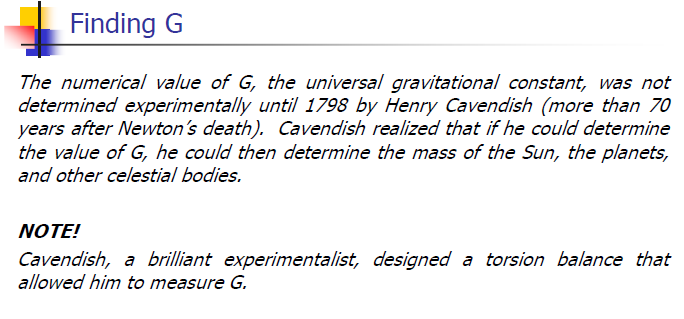 Finding G
The numerical value of G, the universal gravitational constant, was not
determined experimentally until 1798 by Henry Cavendish (more than 70
years after Newton's death). Cavendish realized that if he could determine
the value of G, he could then determine the mass of the Sun, the planets,
and other celestial bodies.
NOTE!
Cavendish, a brilliant experimentalist, designed a torsion balance that
allowed him to measure G.